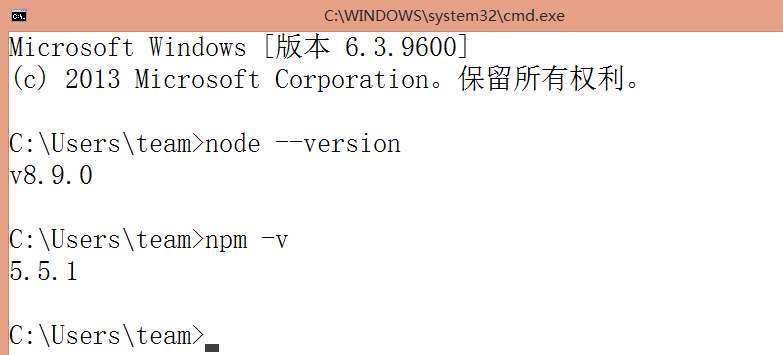 C:\WINDOWS\system32\cmd.exe
Microsoft Windows [版本 6.3.9600]
(c) 2013 Microsoft Corporation。保留所有权利。
C:\Users\team>node --version
v8.9.0
C:\Users\team>npm -v
5.5.1
C:\Users\team>